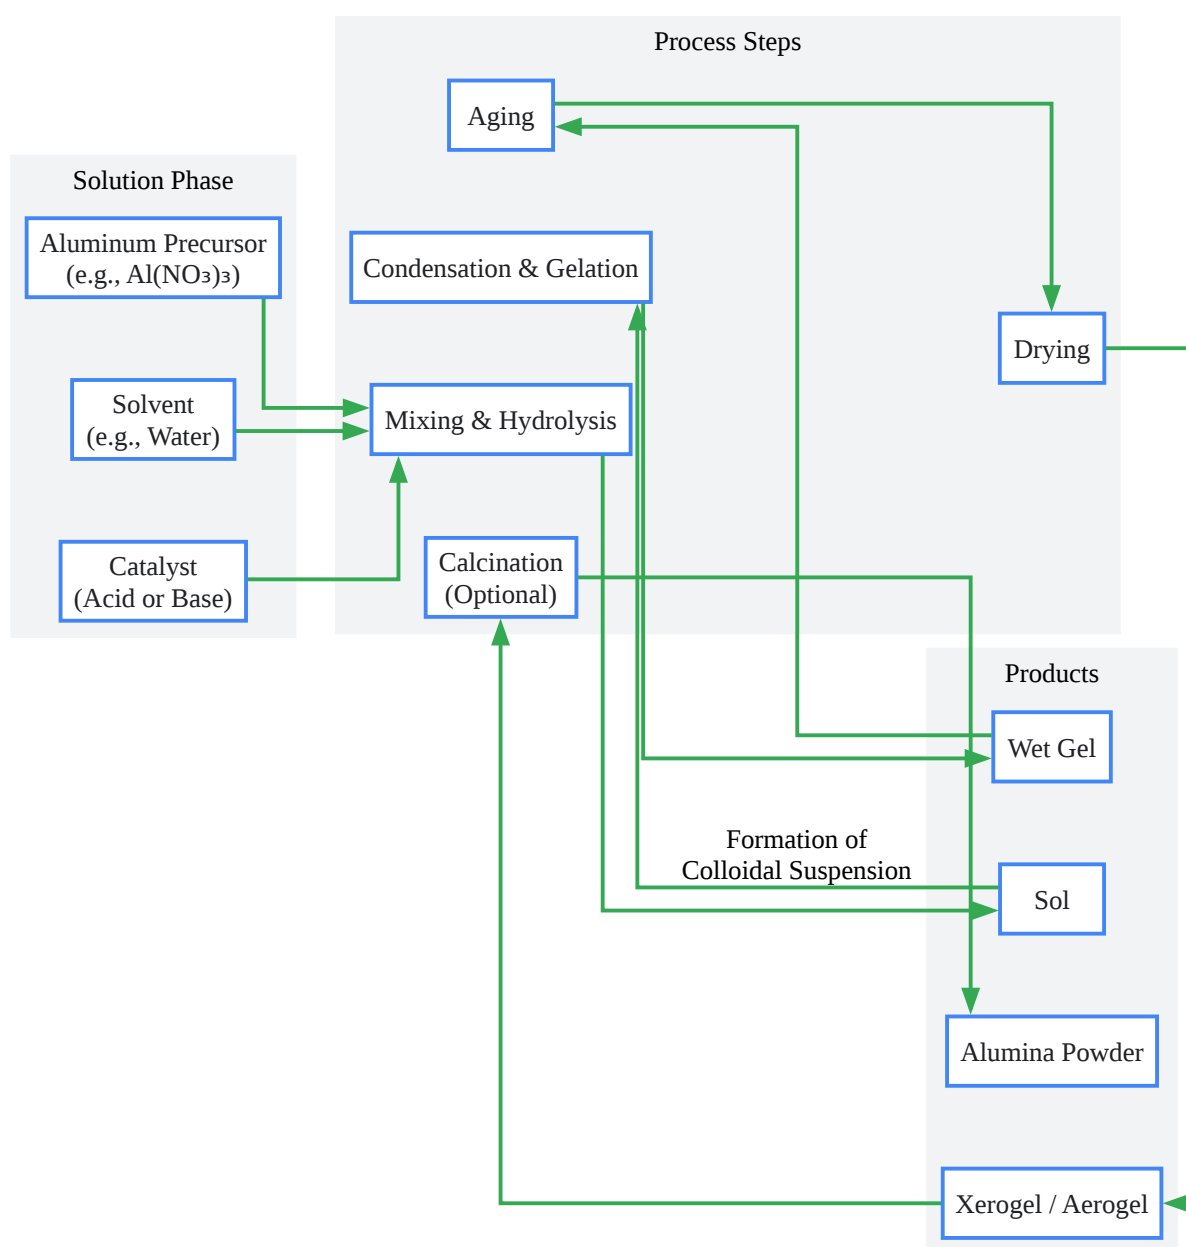 Process Steps
Aging
Solution Phase
Aluminum Precursor
(e.g., Al(NO₃)₃)
Condensation & Gelation
Drying
Solvent
(e.g., Water)
Mixing & Hydrolysis
Catalyst
(Acid or Base)
Calcination
(Optional)
Products
Wet Gel
Formation of
Colloidal Suspension
Sol
Alumina Powder
Xerogel / Aerogel